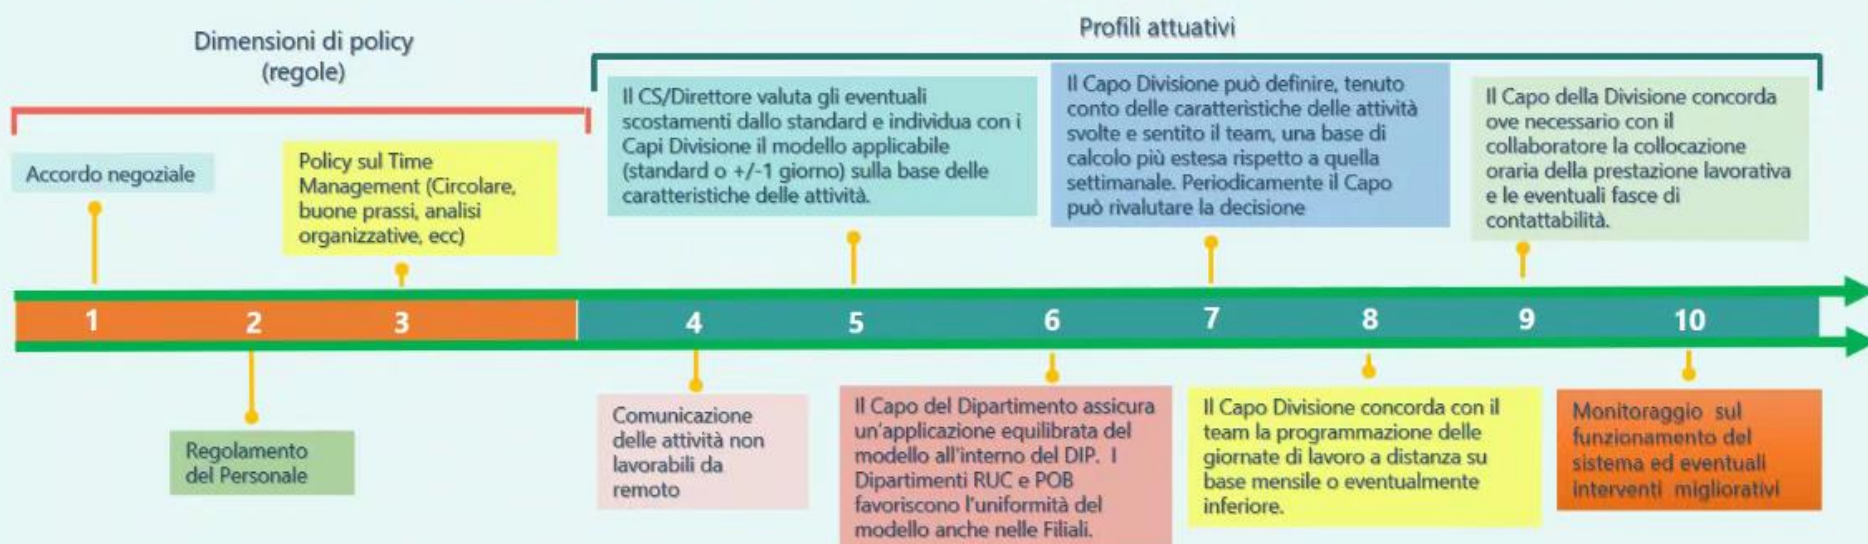 Dimensioni di policy
(regole)
Profili attuativi
Accordo negoziale
Policy sul Time
Management (Circolare,
buone prassi, analisi
organizzative, ecc)
Il CS/Direttore valuta gli eventuali
scostamenti dallo standard e individua con i
Capi Divisione il modello applicabile
(standard o +/-1 giorno) sulla base delle
caratteristiche delle attività.
Il Capo Divisione può definire, tenuto
conto delle caratteristiche delle attività
svolte e sentito il team, una base di
calcolo più estesa rispetto a quella
settimanale. Periodicamente il Capo
può rivalutare la decisione
Il Capo della Divisione concorda
ove necessario con il
collaboratore la collocazione
oraria della prestazione lavorativa
e le eventuali fasce di
contattabilità.
1 2 3 4 5 6 7 8 9 10
Regolamento
del Personale
Comunicazione
delle attività non
lavorabili da
remoto
Il Capo del Dipartimento assicura
un'applicazione equilibrata del
modello all'interno del DIP. I
Dipartimenti RUC e POB
favoriscono l'uniformità del
modello anche nelle Filiali.
Il Capo Divisione concorda con il
team la programmazione delle
giornate di lavoro a distanza su
base mensile o eventualmente
inferiore.
Monitoraggio sul
funzionamento del
sistema ed eventuali
interventi migliorativi